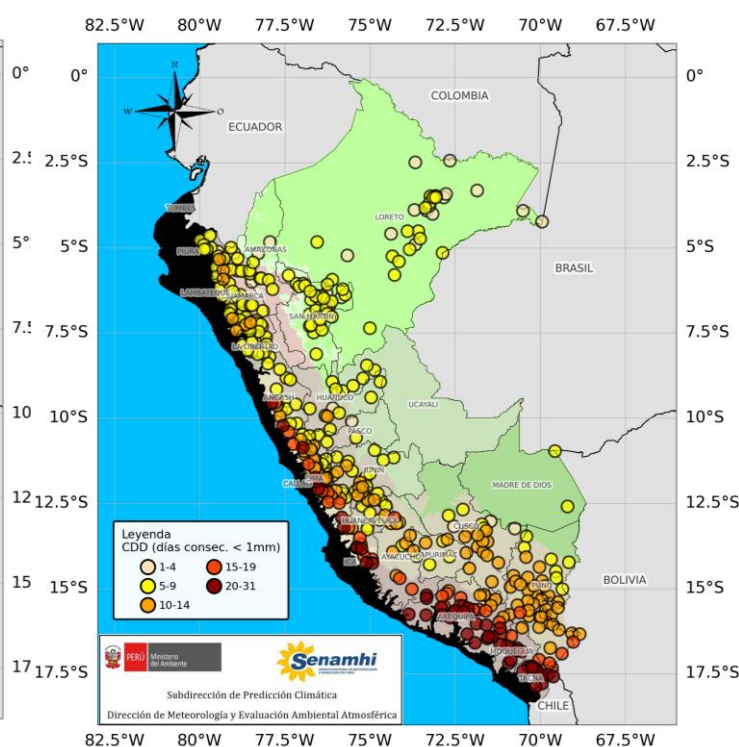 82.5°W 80°W 77.5°W 75°W 72.5°W 70°W 67.5°W
0°
5°
10
12
15
17
0°
2.5°S
5°S
7.5°S
10°S
12.5°S
15°S
17.5°S
N
W
O
S
COLOMBIA
ECUADOR
TUMBES
LORETO
PIURA
AMAZONAS
BRASIL
LAMBAYEQUE
CAJAMARCA
SAN MARTIN
LA LIBERTAD
ANCASH
HUANUCO
UCAYALI
PASCO
JUNIN
LIMA
CALLAO
MADRE DE DIOS
HUANCAVELICA
CUSCO
AYACUCHO
APURIMAC
ICA
PUNO
BOLIVIA
AREQUIPA
MOQUEGUA
TACNA
CHILE
Leyenda
CDD (días consec. < 1mm)
1-4 15-19
5-9 20-31
10-14
PERÚ Ministerio
del Ambiente
Senamhi
Subdirección de Predicción Climática
Dirección de Meteorología y Evaluación Ambiental Atmosférica
0°
2.5°S
5°S
7.5°S
10°S
12.5°S
15°S
17.5°S
82.5°W 80°W 77.5°W 75°W 72.5°W 70°W 67.5°W